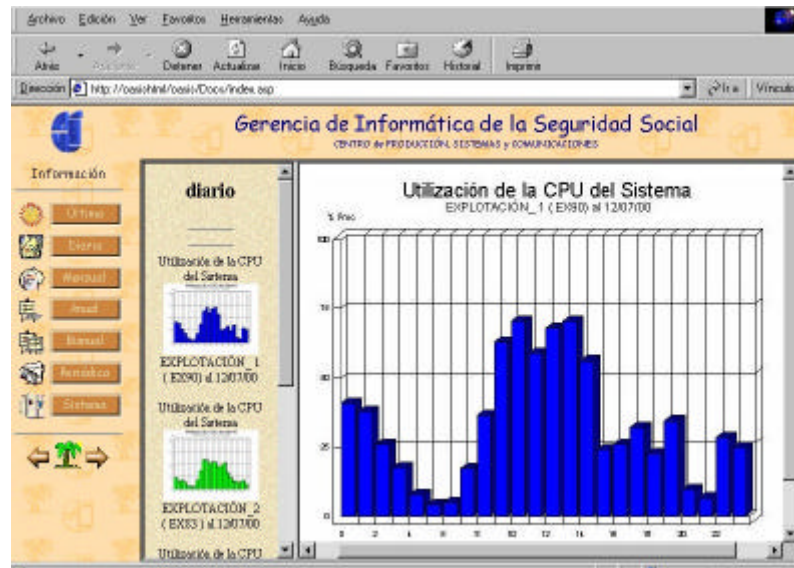 Archivo Edición Ver Favoritos Herramientas Ayuda
Atrás Detener Actualizar Inicio Búsqueda Favoritos Historial Imprimir
Dirección http://oasishtml/oasis/Docs/index.asp Ir a Vínculos
Gerencia de Informática de la Seguridad Social
CENTRO de PRODUCCIÓN, SISTEMAS y COMUNICACIONES
Información
Último
Diario
Mensual
Anual
Manual
Periódico
Sistema
diario
Utilización de la CPU
del Sistema
EXPLOTACIÓN_1
( EX90) al 12/07/00
Utilización de la CPU
del Sistema
EXPLOTACIÓN_2
( EX83 ) al 12/07/00
Utilización de la CPU
Utilización de la CPU del Sistema
EXPLOTACIÓN_1 ( EX90) al 12/07/00
% Proc
100
75
50
25
0
0 2 4 6 8 10 12 14 16 18 20 22